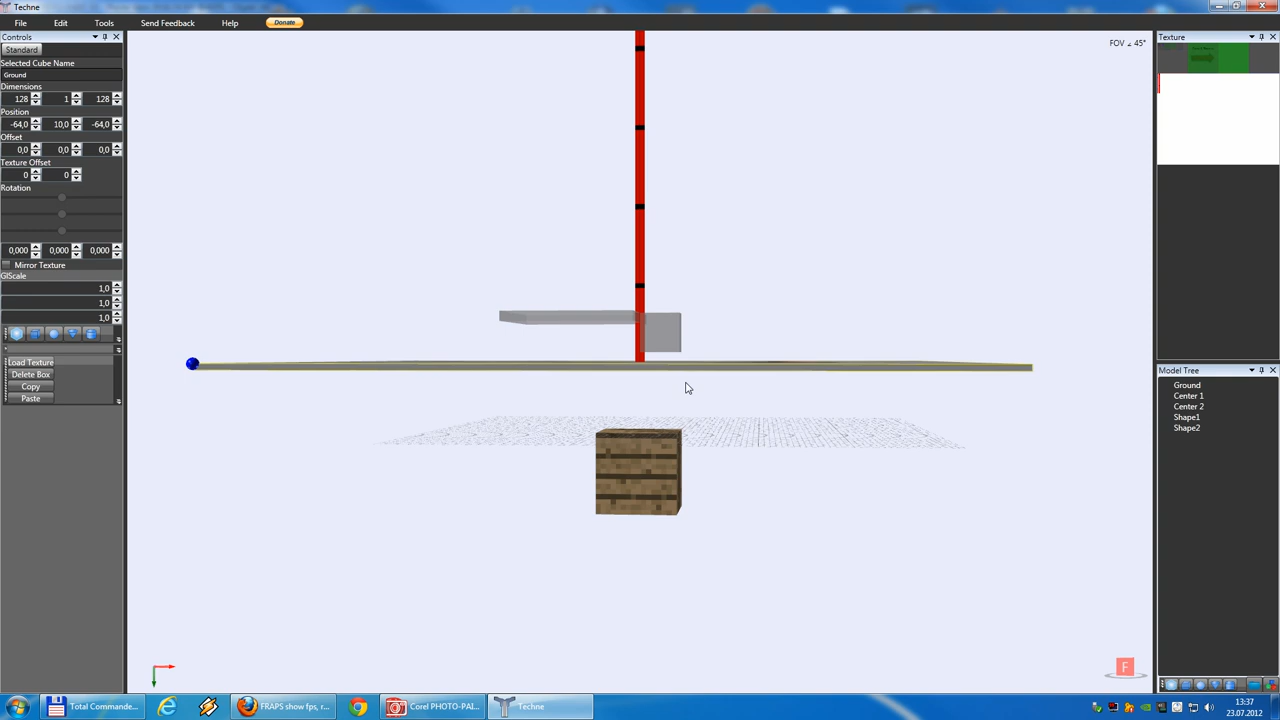 Techne
File Edit Tools Send Feedback Help Donate
Controls
Standard
Selected Cube Name
Ground
Dimensions
128 1 128
Position
-64,0 10,0 -64,0
Offset
0,0 0,0 0,0
Texture Offset
0 0
Rotation
0,000 0,000 0,000
Mirror Texture
GlScale
1,0
1,0
1,0
Load Texture
Delete Box
Copy
Paste
FOV ∠ 45°
F
Texture
Model Tree
Ground
Center 1
Center 2
Shape1
Shape2
Total Commande...
FRAPS show fps, r...
Corel PHOTO-PAI...
Techne
13:37
23.07.2012